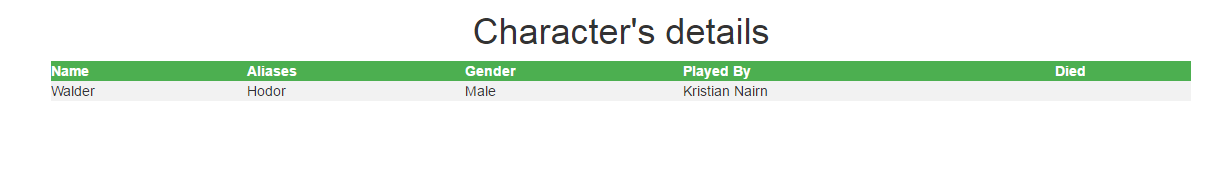 Character's details
Name Aliases Gender Played By Died
Walder Hodor Male Kristian Nairn